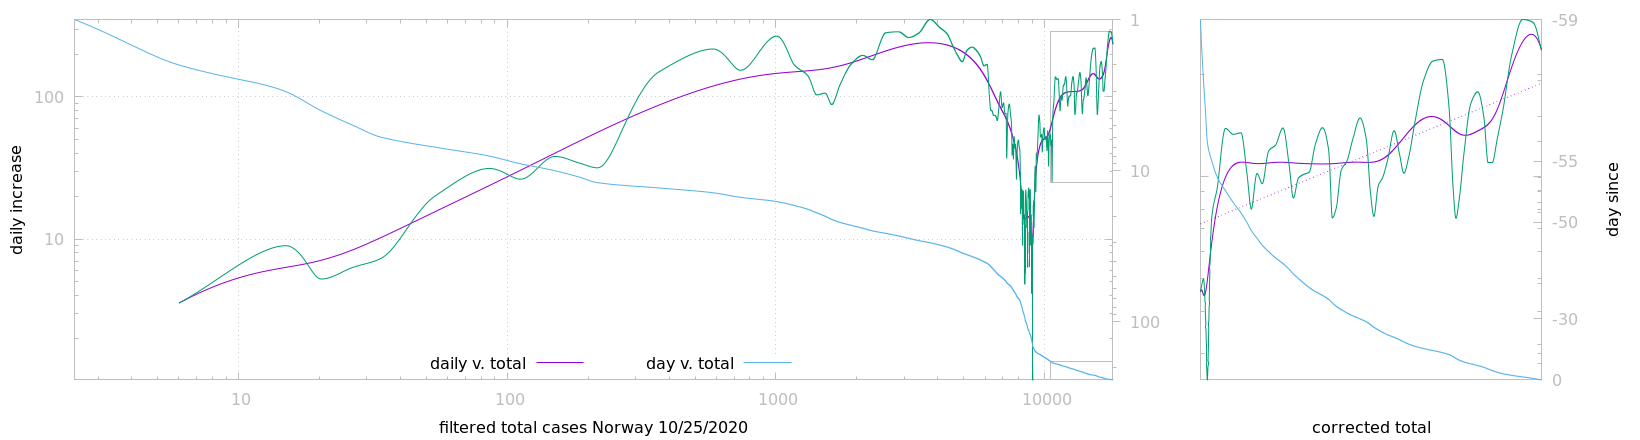 daily increase
100
10
10
100
1000
10000
1
10
100
daily v. total
day v. total
filtered total cases Norway 10/25/2020
-59
-55
-50
-30
0
day since
corrected total